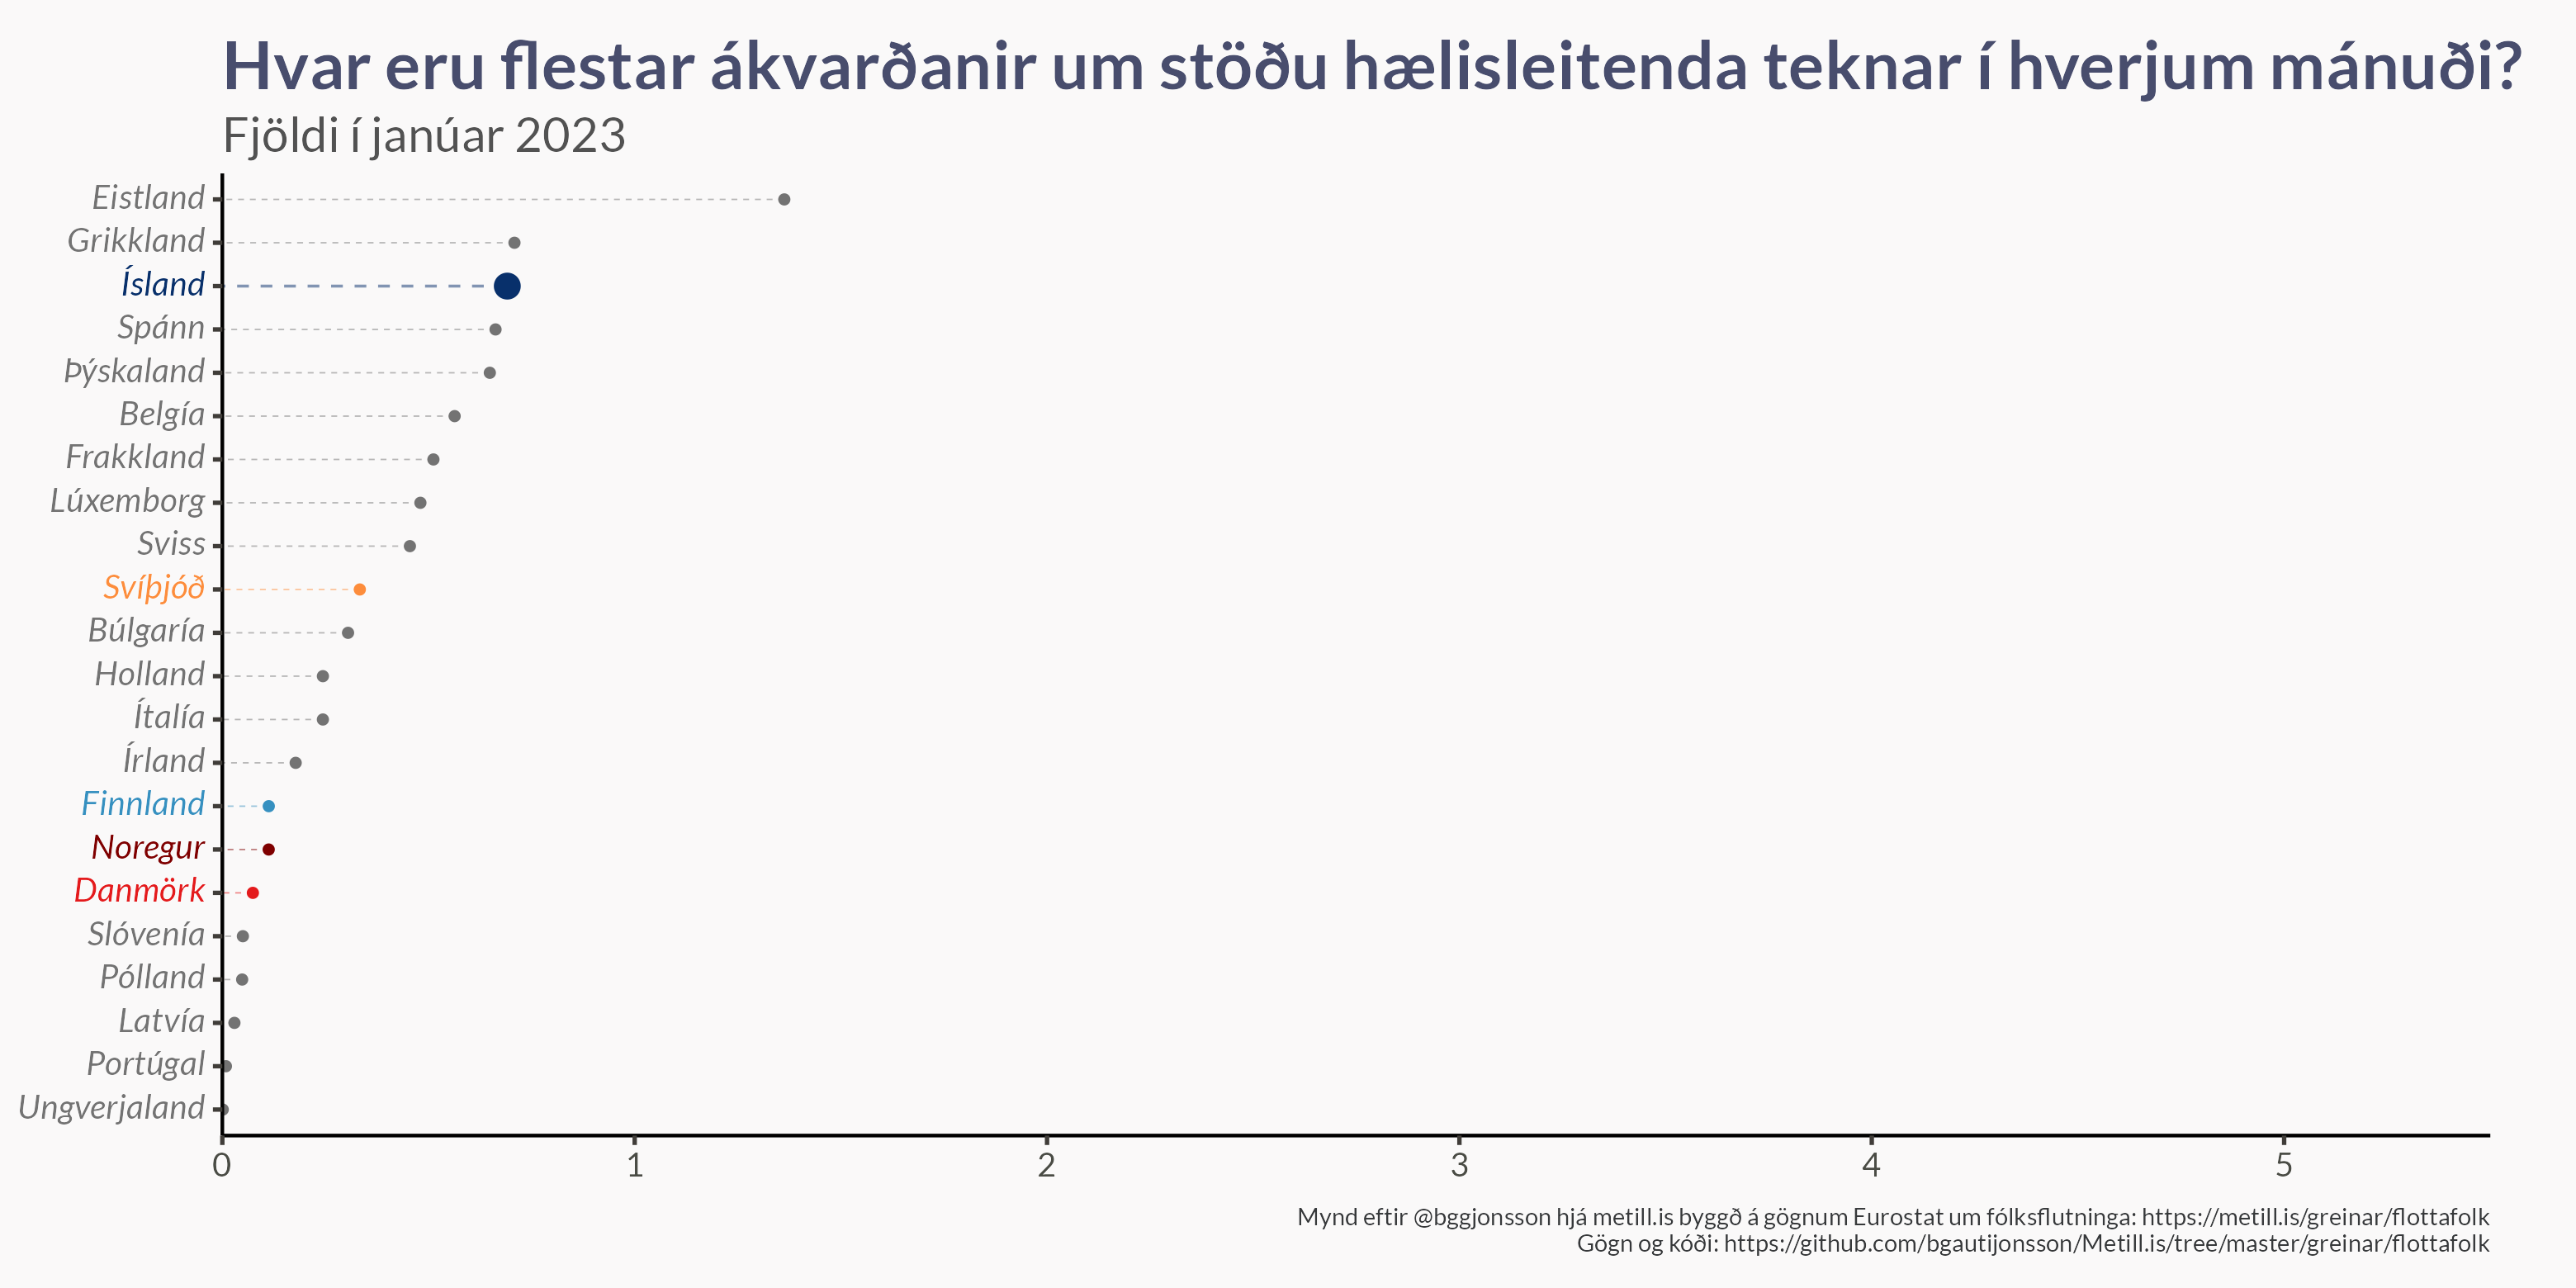 Hvar eru flestar ákvarðanir um stöðu hælisleitenda teknar í hverjum mánuði?
Fjöldi í janúar 2023
Eistland
Grikkland
Ísland
Spánn
Þýskaland
Belgía
Frakkland
Lúxemborg
Sviss
Svíþjóð
Búlgaría
Holland
Ítalía
Írland
Finnland
Noregur
Danmörk
Slóvenía
Pólland
Latvía
Portúgal
Ungverjaland
0 1 2 3 4 5
Mynd eftir @bggjonsson hjá metill.is byggð á gögnum Eurostat um fólksflutninga: https://metill.is/greinar/flottafolk
Gögn og kóði: https://github.com/bgautijonsson/Metill.is/tree/master/greinar/flottafolk